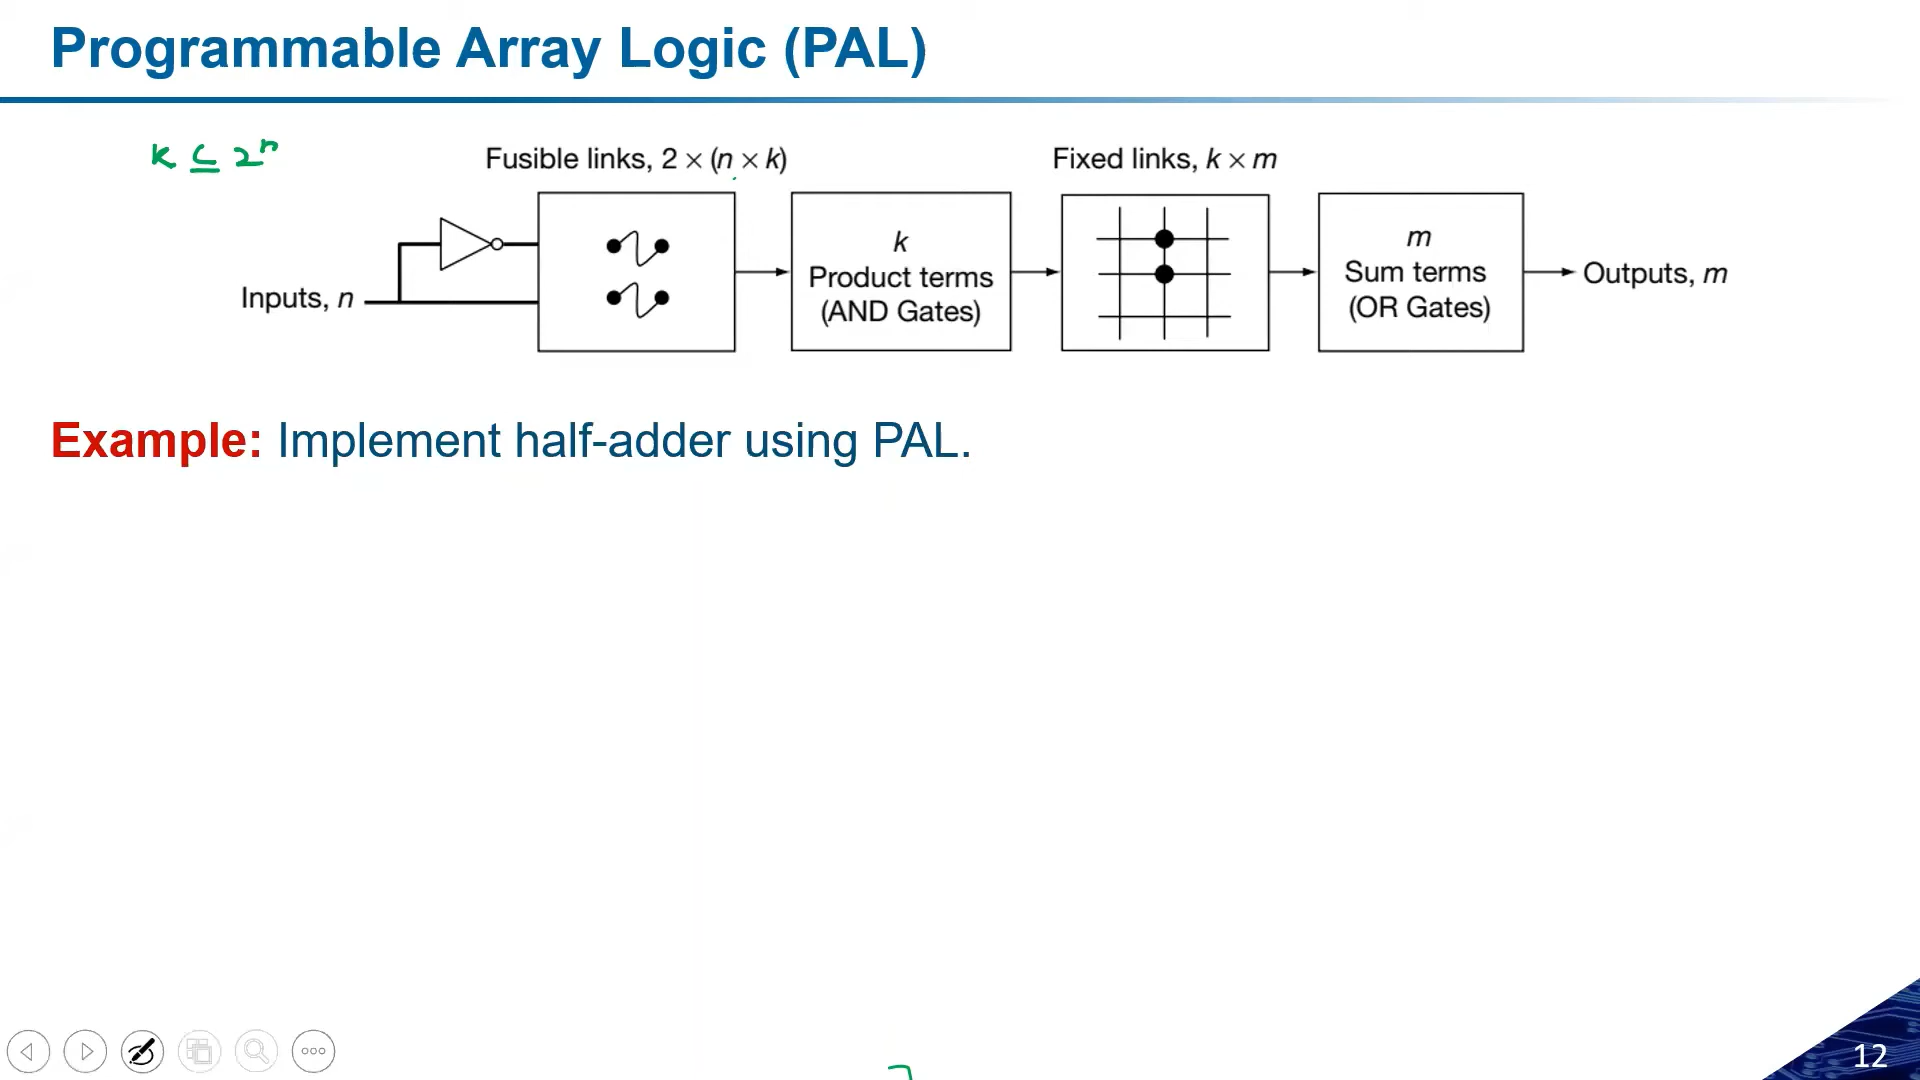 Programmable Array Logic (PAL)
k ⊆ 2ⁿ
Fusible links, 2 × (n × k)
Fixed links, k × m
Inputs, n
k
Product terms
(AND Gates)
m
Sum terms
(OR Gates)
Outputs, m
Example: Implement half-adder using PAL.
12